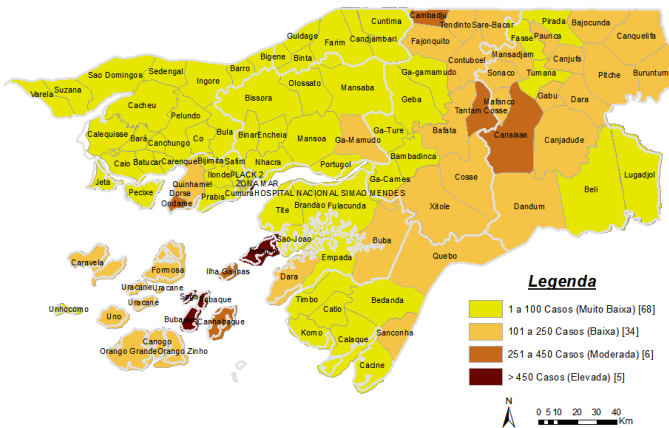 Cambadju
Tendinto
Sare-Bacar
Pirada
Bajocunda
Cuntima
Fajonquito
Fasse
Paunca
Canquelifa
Guidage
Farim
Candjambari
Mansadjam
Contuboel
Canjufa
Bigene
Binta
Barro
Sonaco
Tumana
Pitche
Buruntum
Sao Domingos
Sedengal
Ingore
Olossato
Mansaba
Ga-gamamudo
Gabu
Dara
Suzana
Varela
Cacheu
Bissora
Geba
Mafanco
Tantam Cosse
Pelundo
Calequisse
Bará
Canchungo
Co
Bula
Binar
Encheia
Mansoa
Ga-Mamudo
Ga-Ture
Bafata
Cansisse
Canjadude
Caio
Batucar
Carenque
Bijimita
Safim
Nhacra
Portugol
Bambadinca
Ilonde
PLACK 2
ZONA MAR
Jeta
Pecixe
Quinhamel
Dorse
Ondame
Prabis
Cumura
HOSPITAL NACIONAL SIMAO MENDES
Ga-Carnes
Cosse
Beli
Lugadjol
Tite
Brandao
Fulacunda
Xitole
Dandum
Sao-Joao
Buba
Empada
Quebo
Caravela
Formosa
Ilha Galinhas
Dara
Uracane
Uracane
Uracane
Unhocomo
Uno
Canhabaque
Timbo
Bedanda
Catio
Komo
Calaque
Sanconha
Cacine
Canogo
Orango Grande
Orango Zinho
Legenda
1 a 100 Casos (Muito Baixa) [68]
101 a 250 Casos (Baixa) [34]
251 a 450 Casos (Moderada) [6]
> 450 Casos (Elevada) [5]
N
0 5 10 20 30 40
Km